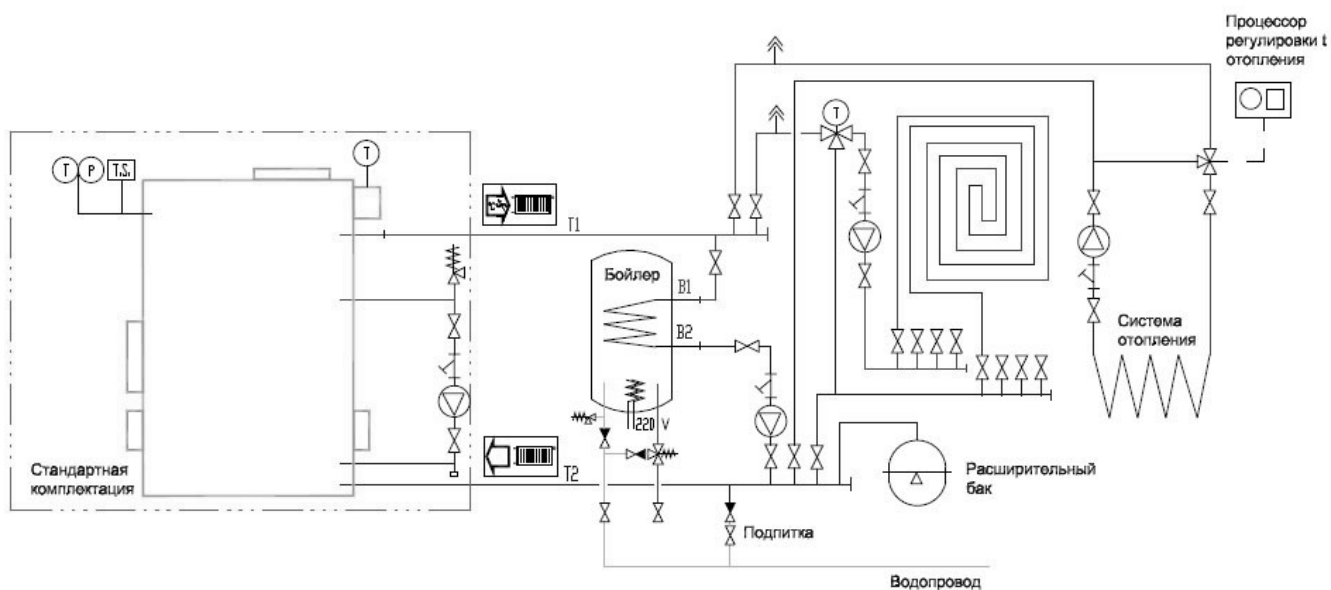 Процессор
регулировки t
отопления
T
T
P
T.S.
T
T1
Бойлер
B1
B2
Система
отопления
220 V
Стандартная
комплектация
T2
Расширительный
бак
Подпитка
Водопровод